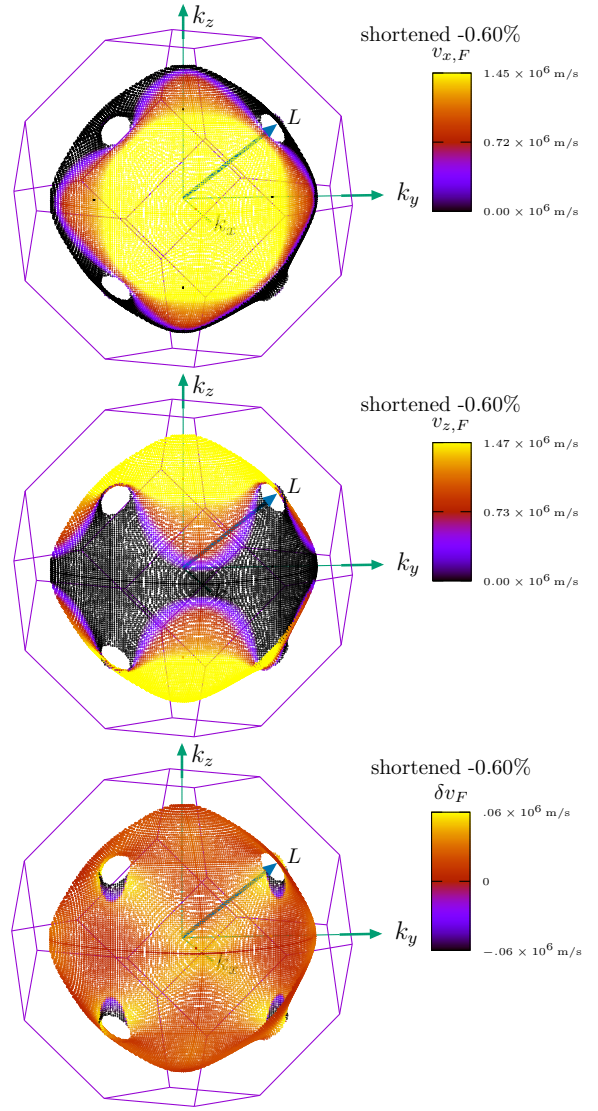 k_z
shortened -0.60%
v_{x,F}
1.45 × 10^6 m/s
L
0.72 × 10^6 m/s
k_y
k_x
0.00 × 10^6 m/s
k_z
shortened -0.60%
v_{z,F}
1.47 × 10^6 m/s
L
0.73 × 10^6 m/s
k_y
0.00 × 10^6 m/s
k_z
shortened -0.60%
δv_F
.06 × 10^6 m/s
L
0
k_y
k_x
−.06 × 10^6 m/s